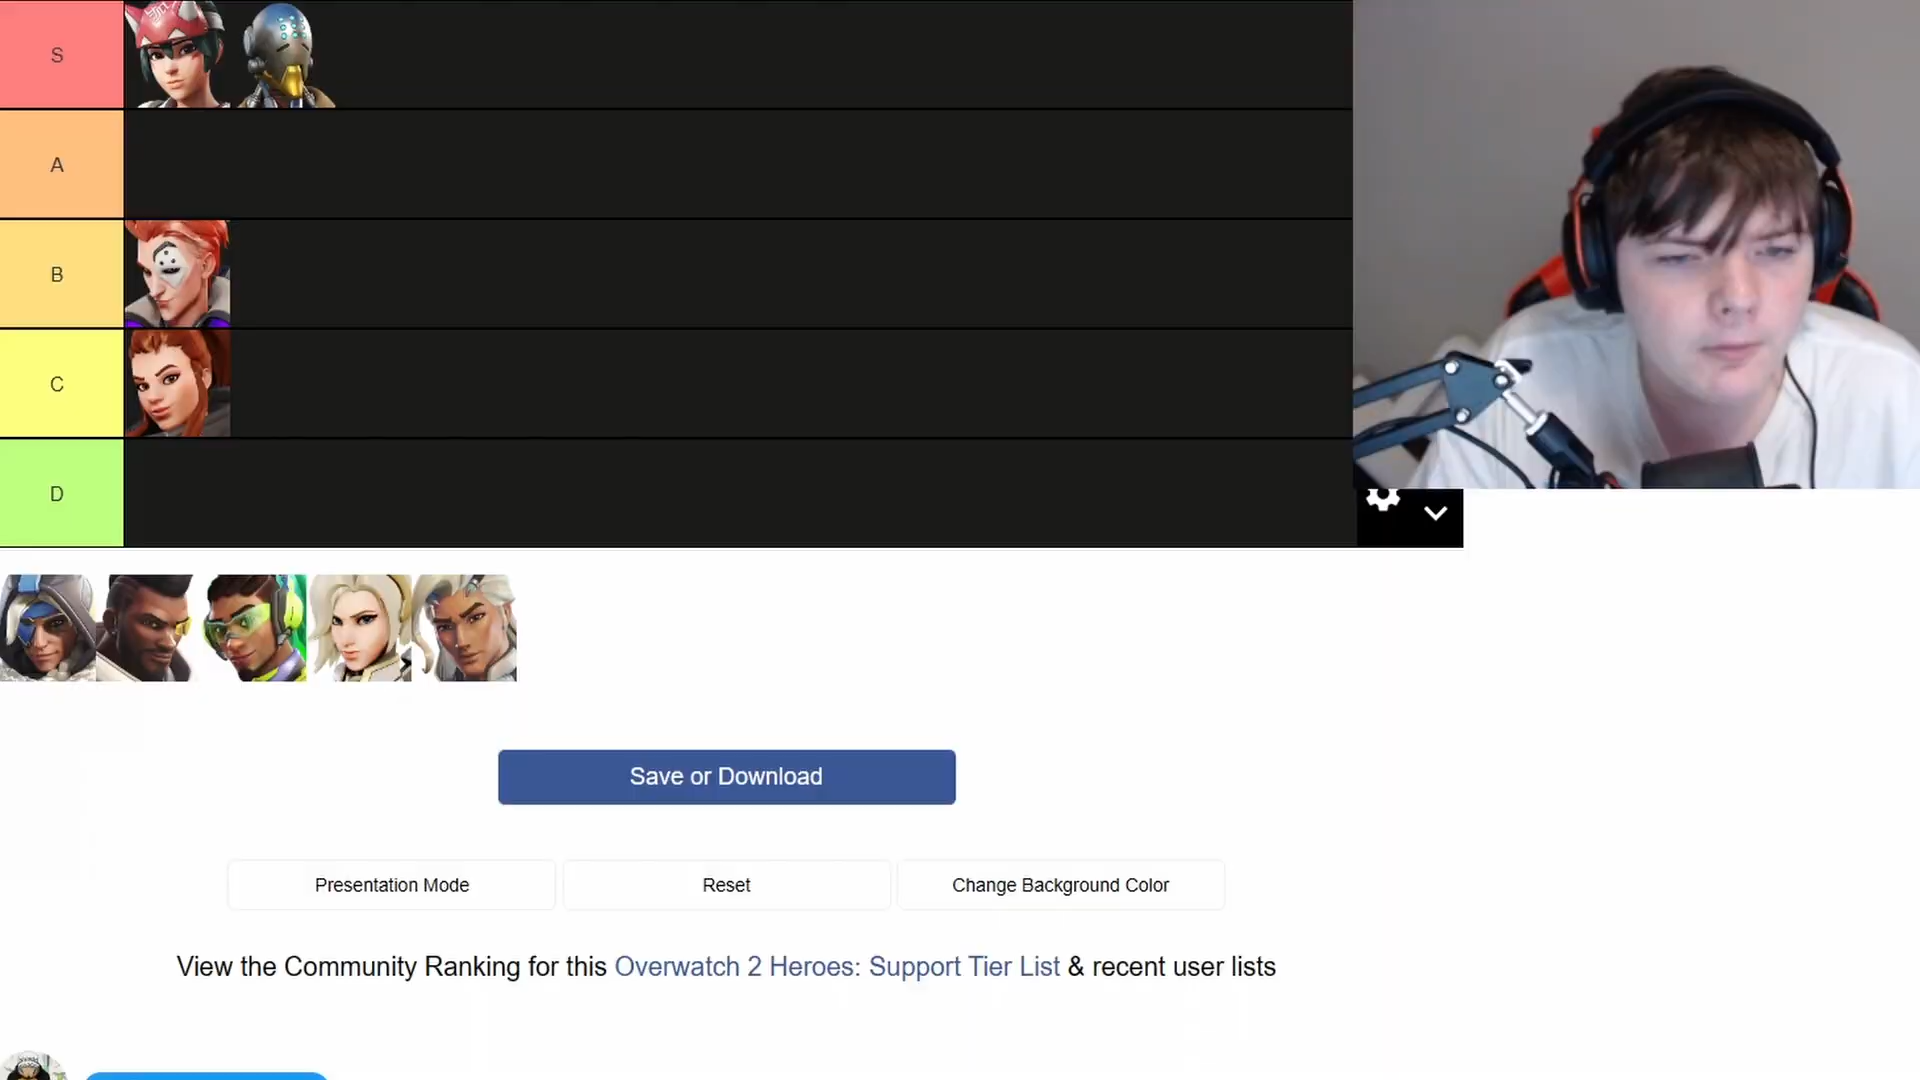 S
A
B
C
D
Save or Download
Presentation Mode
Reset
Change Background Color
View the Community Ranking for this Overwatch 2 Heroes: Support Tier List & recent user lists